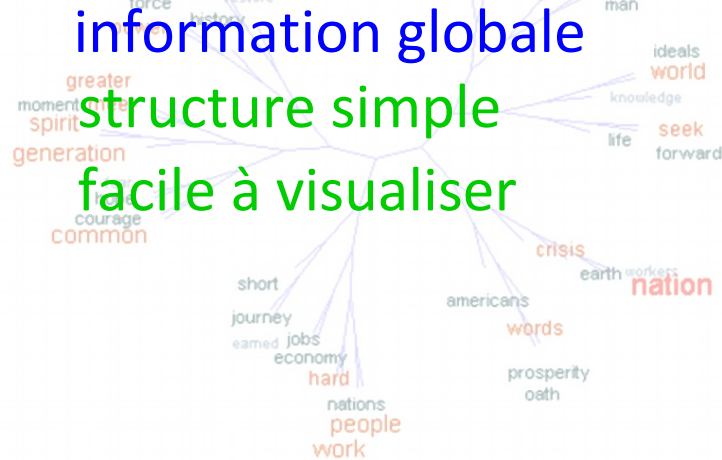 force
man
power
history
information globale
ideals
world
greater
knowledge
moment
structure simple
spirit
seek
life
forward
generation
facile à visualiser
courage
common
crisis
earth
workers
nation
short
americans
journey
words
earned
jobs
economy
prosperity
hard
oath
nations
people
work